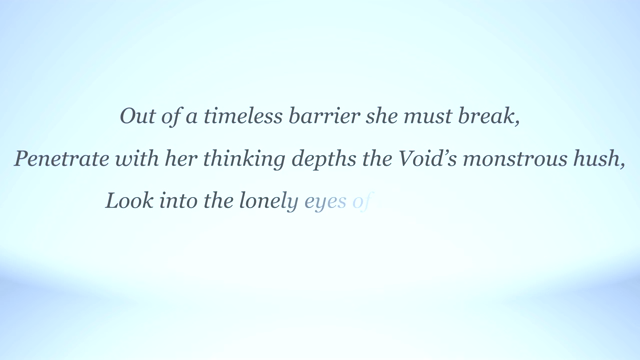 Out of a timeless barrier she must break,
Penetrate with her thinking depths the Void’s monstrous hush,
Look into the lonely eyes of